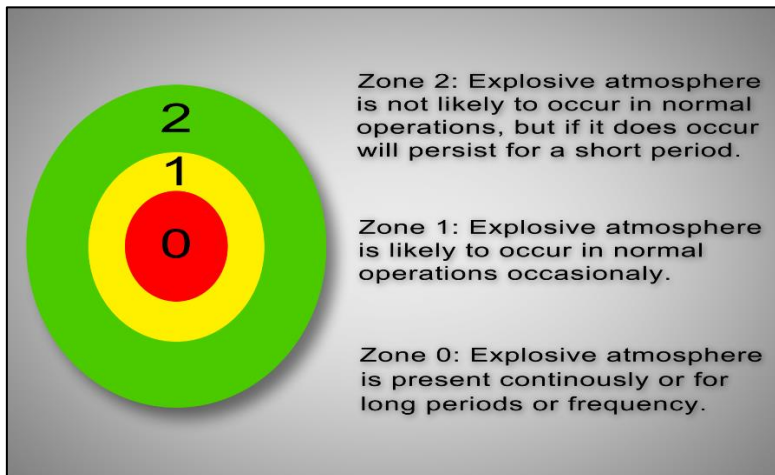 2
1
0
Zone 2: Explosive atmosphere
is not likely to occur in normal
operations, but if it does occur
will persist for a short period.
Zone 1: Explosive atmosphere
is likely to occur in normal
operations occasionaly.
Zone 0: Explosive atmosphere
is present continously or for
long periods or frequency.